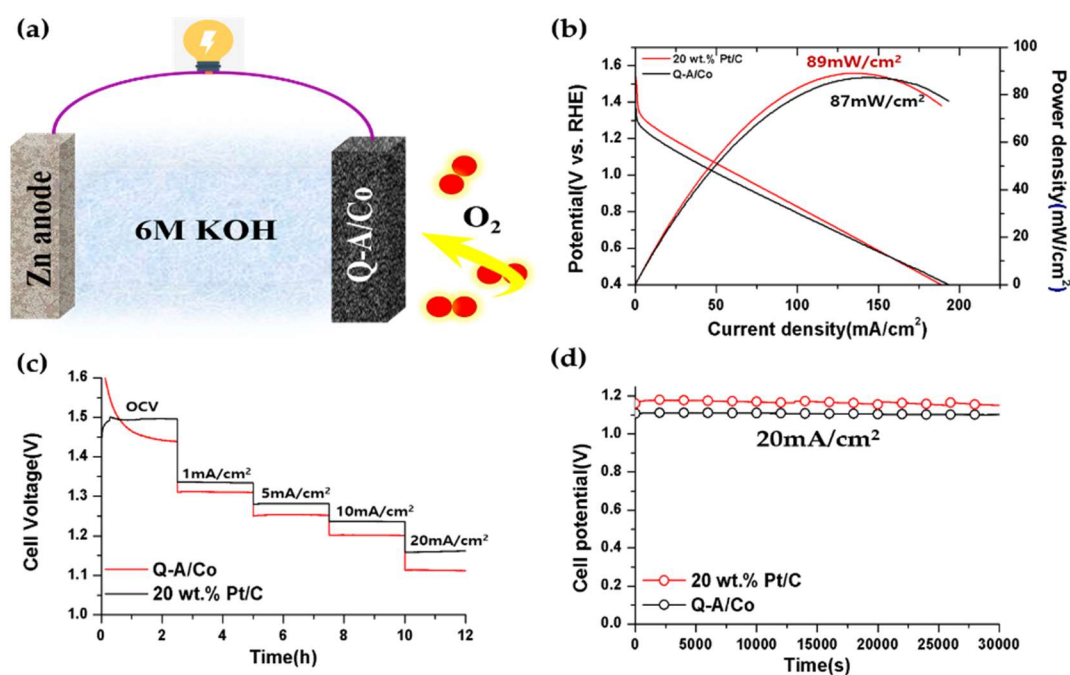 (a)
Zn anode
6M KOH
Q-A/Co
O2
(b)
20 wt.% Pt/C
Q-A/Co
89mW/cm2
87mW/cm2
Potential(V vs. RHE)
1.6
1.4
1.2
1.0
0.8
0.6
0.4
Power density(mW/cm2)
100
80
60
40
20
0
0 50 100 150 200
Current density(mA/cm2)
(c)
Cell Voltage(V)
1.6
1.5
1.4
1.3
1.2
1.1
1.0
OCV
1mA/cm2
5mA/cm2
10mA/cm2
20mA/cm2
Q-A/Co
20 wt.% Pt/C
0 2 4 6 8 10 12
Time(h)
(d)
Cell potential(V)
1.2
1.0
0.8
0.6
0.4
0.2
0.0
20mA/cm2
20 wt.% Pt/C
Q-A/Co
0 5000 10000 15000 20000 25000 30000
Time(s)